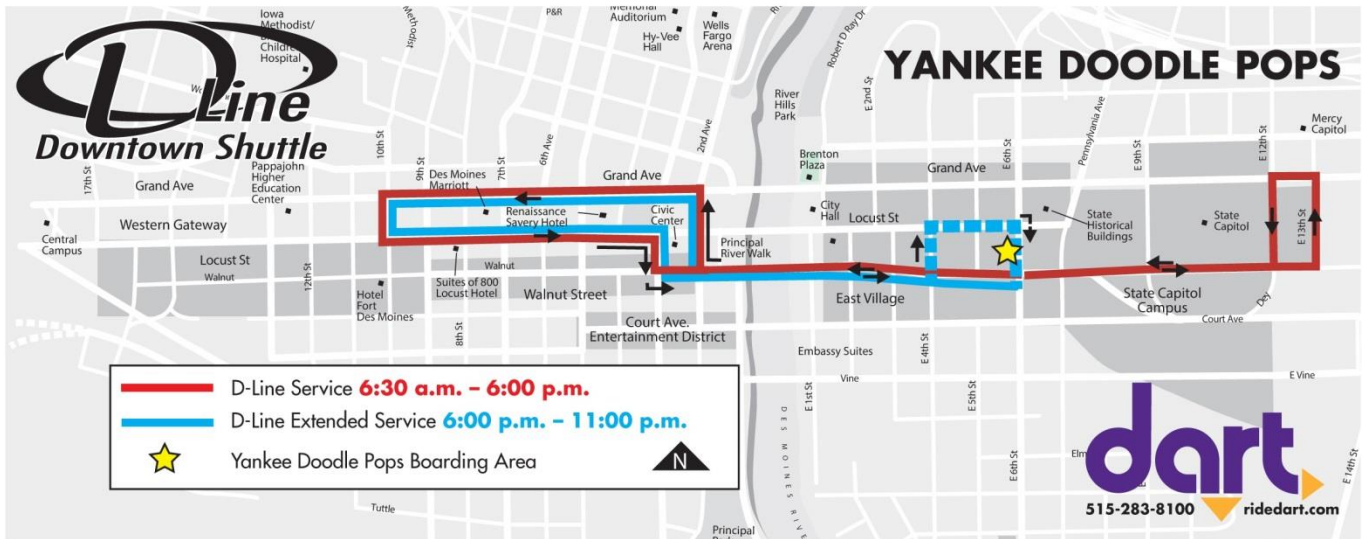 Iowa
Methodist/
Children's
Hospital
Methodist
P&R
Memorial
Auditorium
Hy-Vee
Hall
Wells
Fargo
Arena
Robert D Ray Dr
YANKEE DOODLE POPS
D Line
Downtown Shuttle
River
Hills
Park
E 2nd St
Pennsylvania Ave
Mercy
Capitol
17th St
10th St
9th St
7th St
6th Ave
2nd Ave
Brenton
Plaza
E 6th St
E 9th St
E 12th St
Pappajohn
Higher
Education
Center
Grand Ave
Des Moines
Marriott
Grand Ave
Grand Ave
Western Gateway
Renaissance
Savery Hotel
Civic
Center
City
Hall
Locust St
State
Historical
Buildings
State
Capitol
E 13th St
Central
Campus
Principal
River Walk
Locust St
Walnut
12th St
Walnut
Suites of 800
Locust Hotel
Hotel
Fort
Des Moines
Walnut Street
East Village
State Capitol
Campus
Dey
8th St
Court Ave.
Entertainment District
Court Ave
E 4th St
Embassy Suites
Vine
E Vine
E 1st St
E 5th St
D-Line Service 6:30 a.m. – 6:00 p.m.
D-Line Extended Service 6:00 p.m. – 11:00 p.m.
Yankee Doodle Pops Boarding Area
N
DES MOINES RIVER
E 6th St
Elm
dart
515-283-8100
ridedart.com
E 14th St
Tuttle
Principal